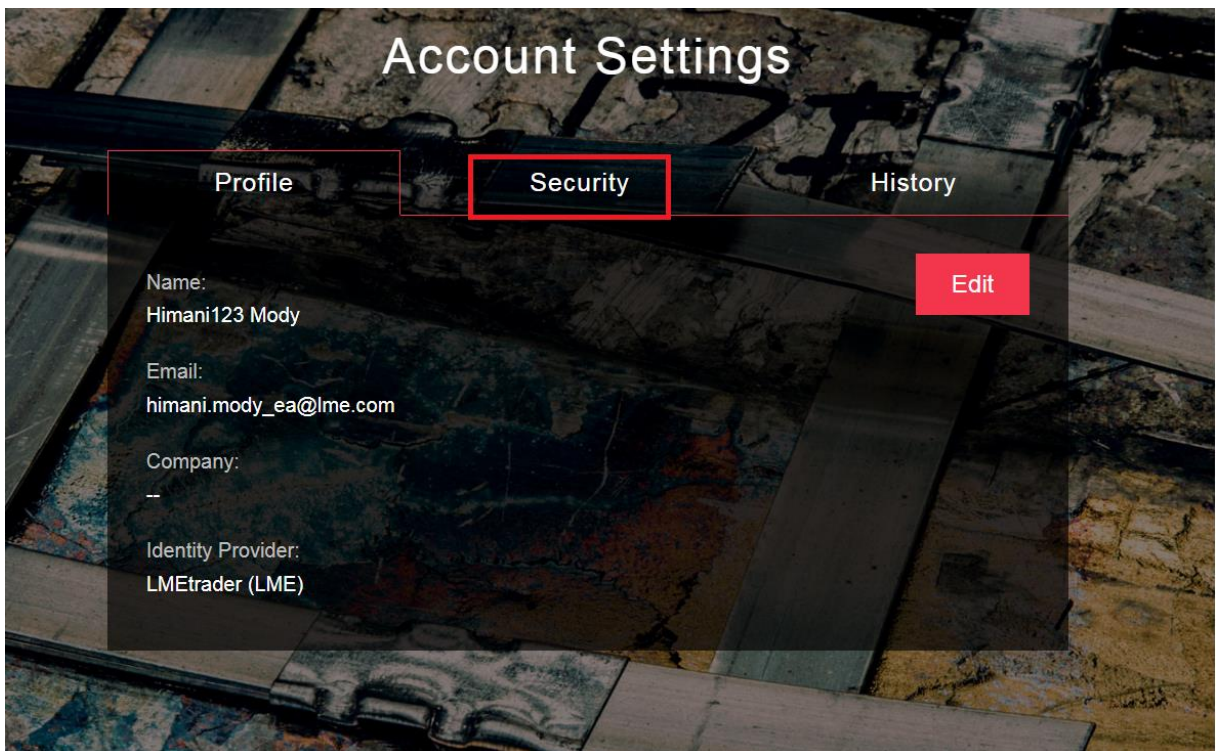 Account Settings
Profile Security History
Edit
Name:
Himani123 Mody
Email:
himani.mody_ea@lme.com
Company:
--
Identity Provider:
LMEtrader (LME)